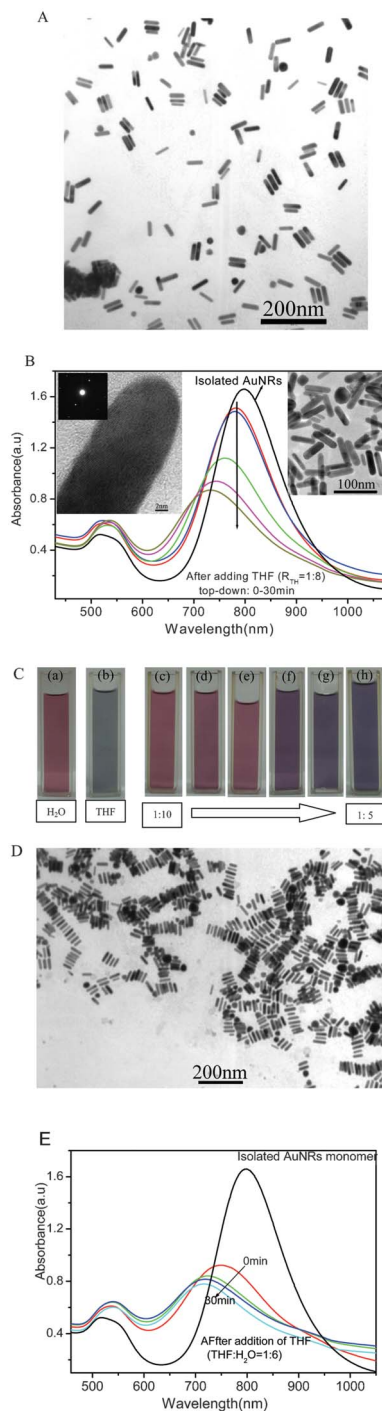 A
200nm
B
Absorbance(a.u)
1.6
1.2
0.8
0.4
Isolated AuNRs
2nm
100nm
After adding THF (R_TH=1:8)
top-down: 0-30min
500 600 700 800 900 1000
Wavelength(nm)
C
(a) (b) (c) (d) (e) (f) (g) (h)
H₂O THF 1:10 1: 5
D
200nm
E
Isolated AuNRs monomer
Absorbance(a.u)
1.6
1.2
0.8
0.4
0min
30min
AFfter addition of THF
(THF:H₂O=1:6)
500 600 700 800 900 1000
Wavelength(nm)